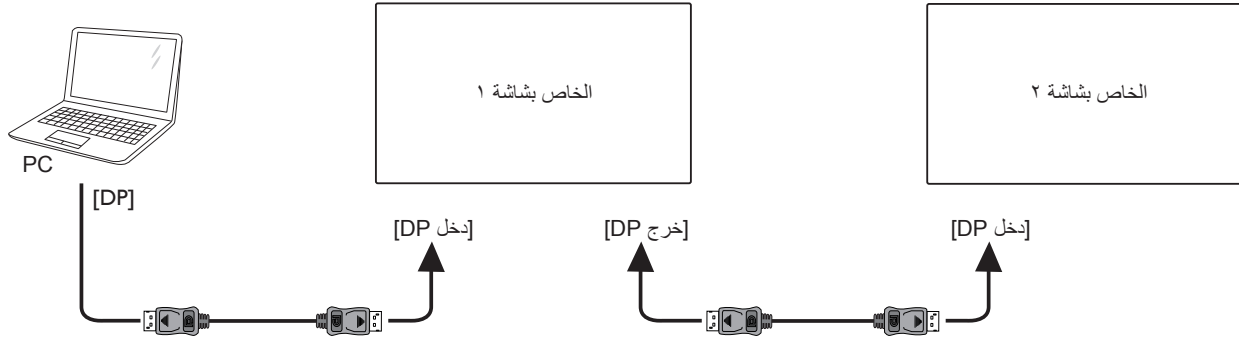 الخاص بشاشة ١
الخاص بشاشة ٢
PC
[DP]
[دخل DP]
[خرج DP]
[دخل DP]